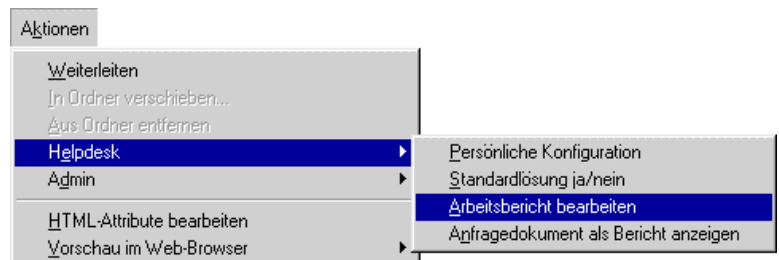 Aktionen
Weiterleiten
In Ordner verschieben...
Aus Ordner entfernen
Helpdesk
Admin
HTML-Attribute bearbeiten
Vorschau im Web-Browser
Persönliche Konfiguration
Standardlösung ja/nein
Arbeitsbericht bearbeiten
Anfragedokument als Bericht anzeigen